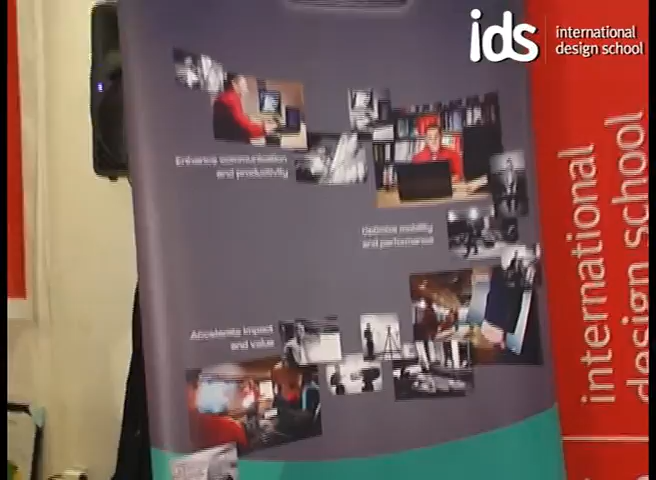 ids
international
design school
Enhance communication
and productivity
Optimize mobility
and performance
Accelerate impact
and value
international
design school